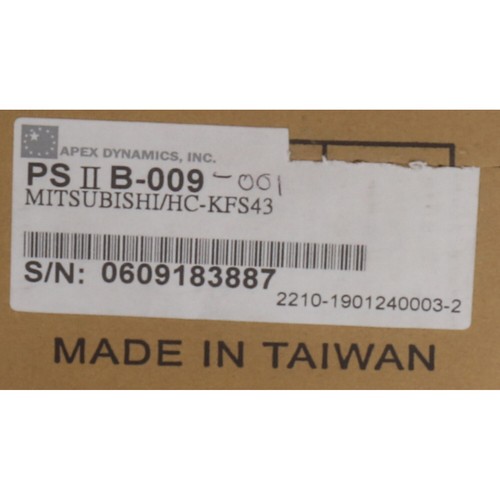 APEX DYNAMICS, INC.
PS II B-009 -001
MITSUBISHI/HC-KFS43
S/N: 0609183887
2210-1901240003-2
MADE IN TAIWAN